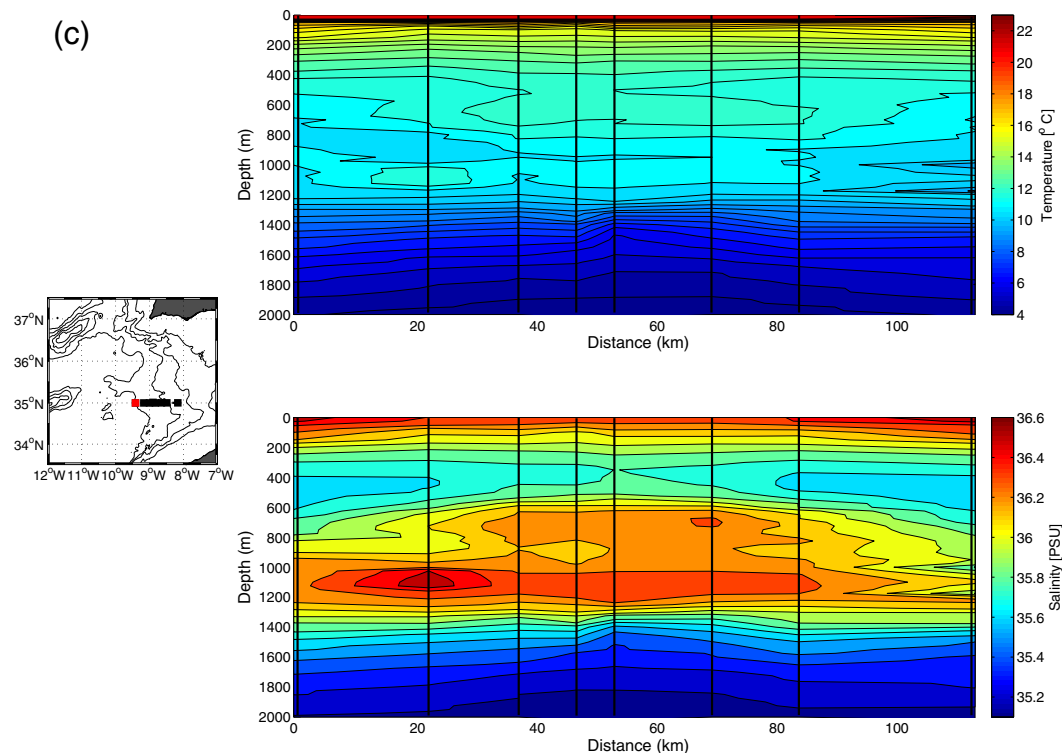 (c)
0
200
400
600
800
1000
1200
1400
1600
1800
2000
Depth (m)
0 20 40 60 80 100
Distance (km)
22
20
18
16
14
12
10
8
6
4
Temperature [° C]
37°N
36°N
35°N
34°N
12°W 11°W 10°W 9°W 8°W 7°W
0
200
400
600
800
1000
1200
1400
1600
1800
2000
Depth (m)
0 20 40 60 80 100
Distance (km)
36.6
36.4
36.2
36
35.8
35.6
35.4
35.2
Salinity [PSU]